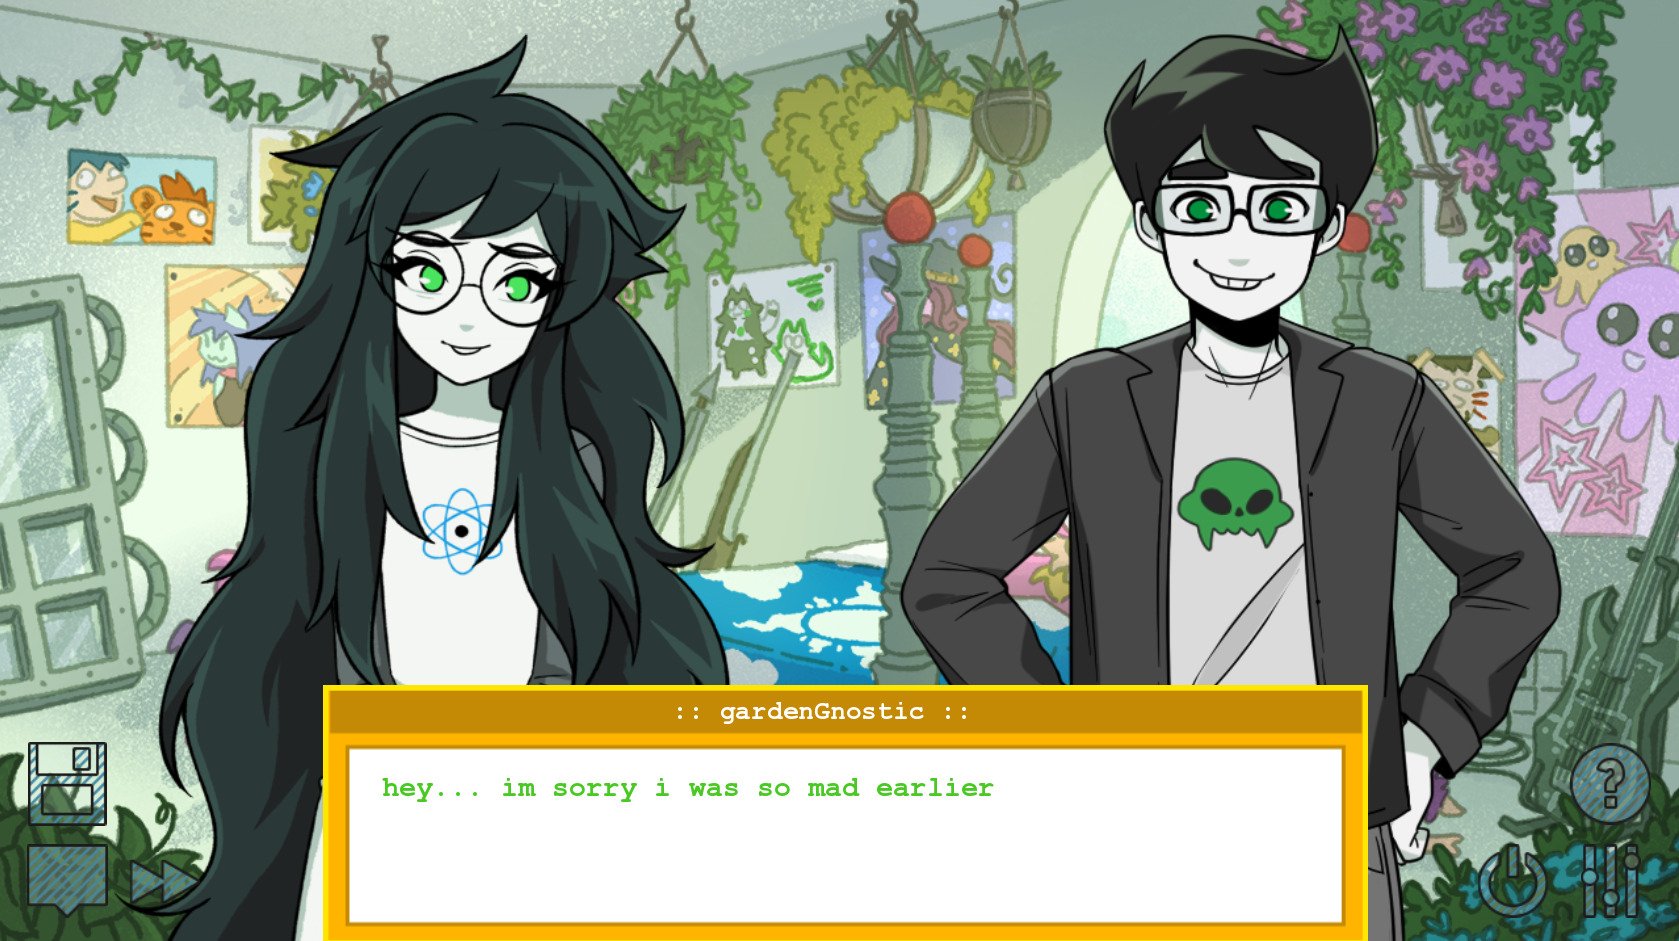 :: gardenGnostic ::
hey... im sorry i was so mad earlier
?